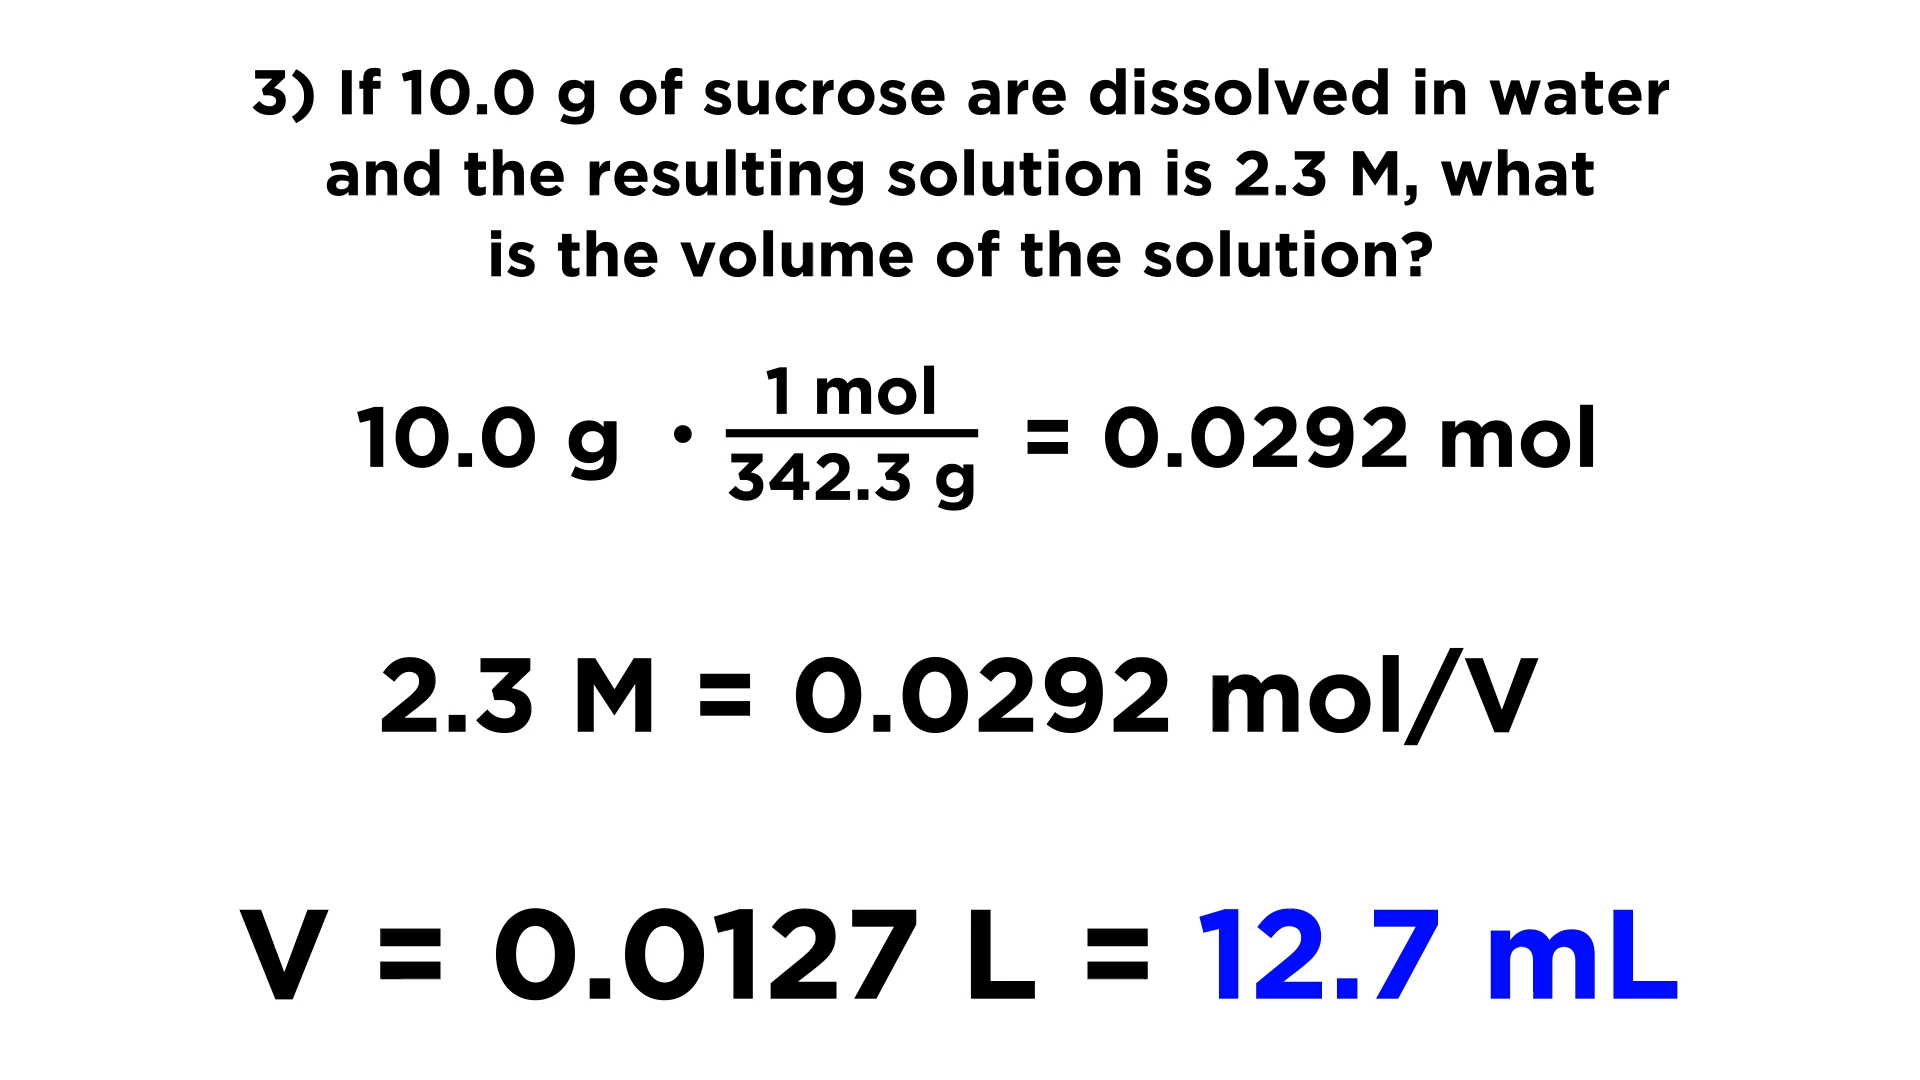 3) If 10.0 g of sucrose are dissolved in water
and the resulting solution is 2.3 M, what
is the volume of the solution?
10.0 g · 1 mol / 342.3 g = 0.0292 mol
2.3 M = 0.0292 mol/V
V = 0.0127 L = 12.7 mL